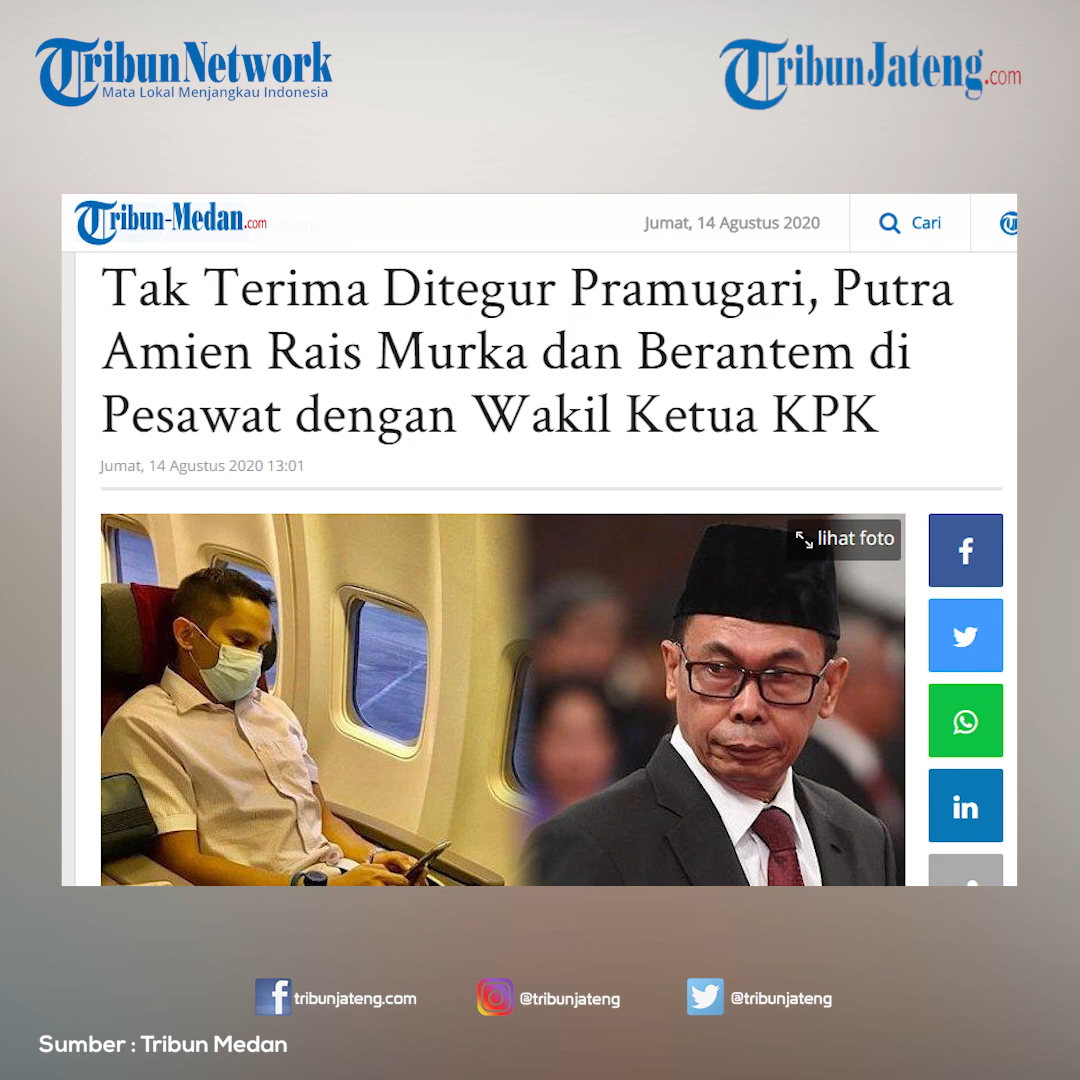 TribunNetwork
Mata Lokal Menjangkau Indonesia
TribunJateng.com
Tribun-Medan.com
Jumat, 14 Agustus 2020
Cari
Tak Terima Ditegur Pramugari, Putra
Amien Rais Murka dan Berantem di
Pesawat dengan Wakil Ketua KPK
Jumat, 14 Agustus 2020 13:01
lihat foto
tribunjateng.com
@tribunjateng
@tribunjateng
Sumber : Tribun Medan